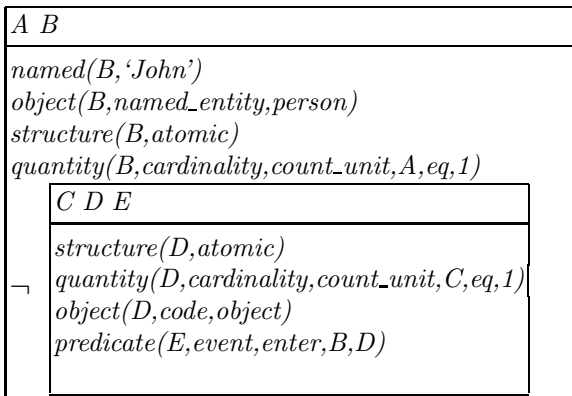 A B
named(B,‘John’)
object(B,named_entity,person)
structure(B,atomic)
quantity(B,cardinality,count_unit,A,eq,1)
C D E
structure(D,atomic)
¬ quantity(D,cardinality,count_unit,C,eq,1)
object(D,code,object)
predicate(E,event,enter,B,D)